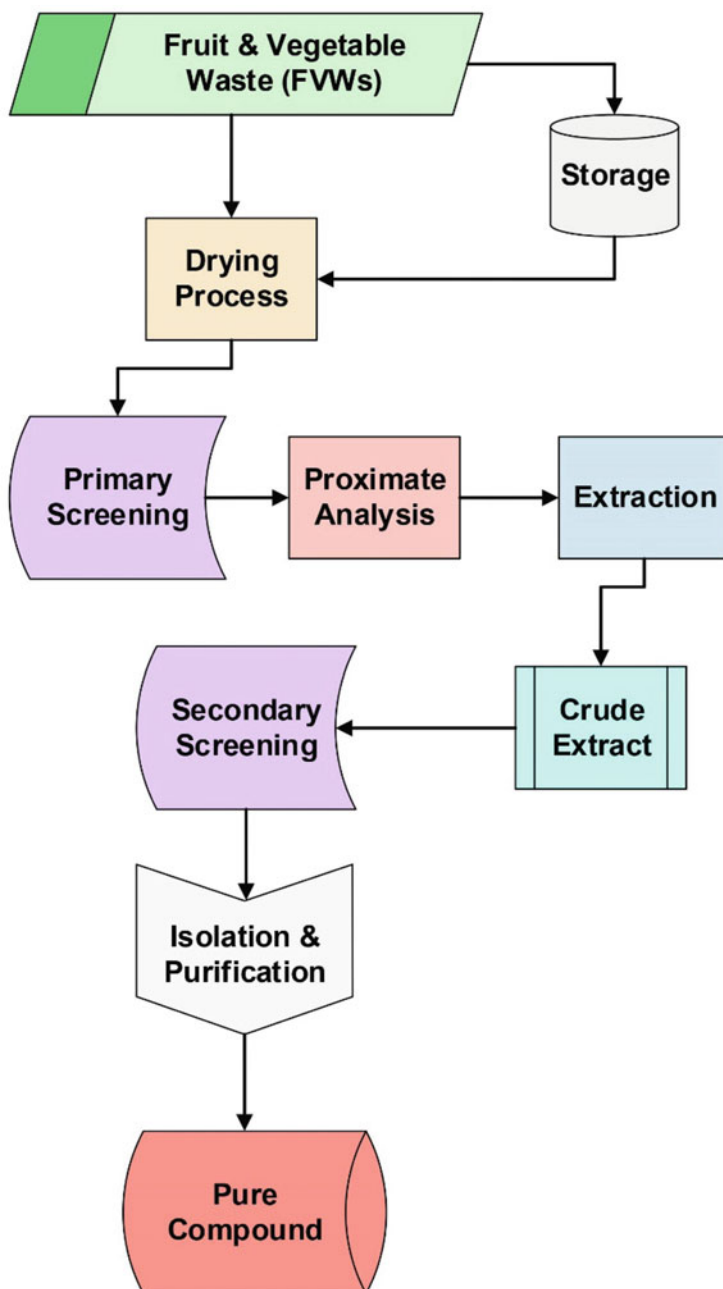 Fruit & Vegetable
Waste (FVWs)
Storage
Drying
Process
Primary
Screening
Proximate
Analysis
Extraction
Secondary
Screening
Crude
Extract
Isolation &
Purification
Pure
Compound